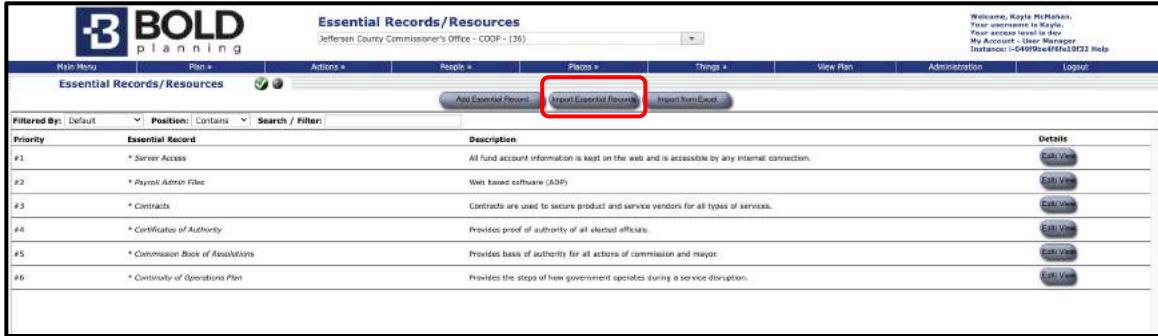 BOLD
planning
Essential Records/Resources
Jefferson County Commissioner's Office - COOP - (36)
Welcome, Kayla McMahan.
Your username is Kayla.
Your access level is dev
My Account - User Manager
Main Menu Plan » Actions » People » Places » Things » View Plan Administration Logout
Essential Records/Resources
Add Essential Record Import Essential Records Import from Excel
Filtered By: Default Position: Contains Search / Filter:
Priority Essential Record Description Details
#1 * Server Access All fund account information is kept on the web and is accessible by any internet connection. Edit/View
#2 * Payroll Admin Files Web based software (ADP) Edit/View
#3 * Contracts Contracts are used to secure product and service vendors for all types of services. Edit/View
#4 * Certificates of Authority Provides proof of authority of all elected officials. Edit/View
#5 * Commission Book of Resolutions Provides basis of authority for all actions of commission and mayor. Edit/View
#6 * Continuity of Operations Plan Provides the steps of how government operates during a service disruption. Edit/View